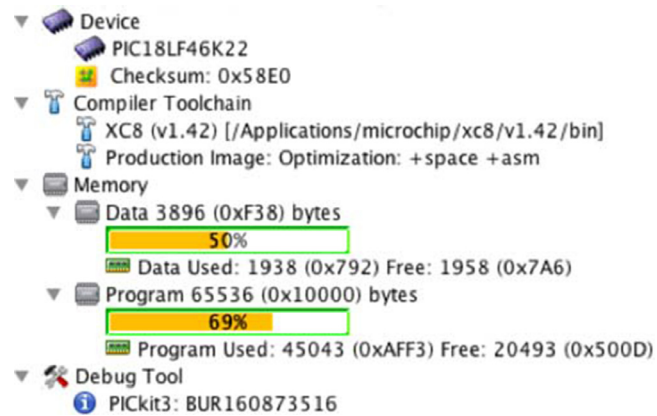 Device
PIC18LF46K22
Checksum: 0x58E0
Compiler Toolchain
XC8 (v1.42) [/Applications/microchip/xc8/v1.42/bin]
Production Image: Optimization: +space +asm
Memory
Data 3896 (0xF38) bytes
50%
Data Used: 1938 (0x792) Free: 1958 (0x7A6)
Program 65536 (0x10000) bytes
69%
Program Used: 45043 (0xAFF3) Free: 20493 (0x500D)
Debug Tool
PICkit3: BUR160873516